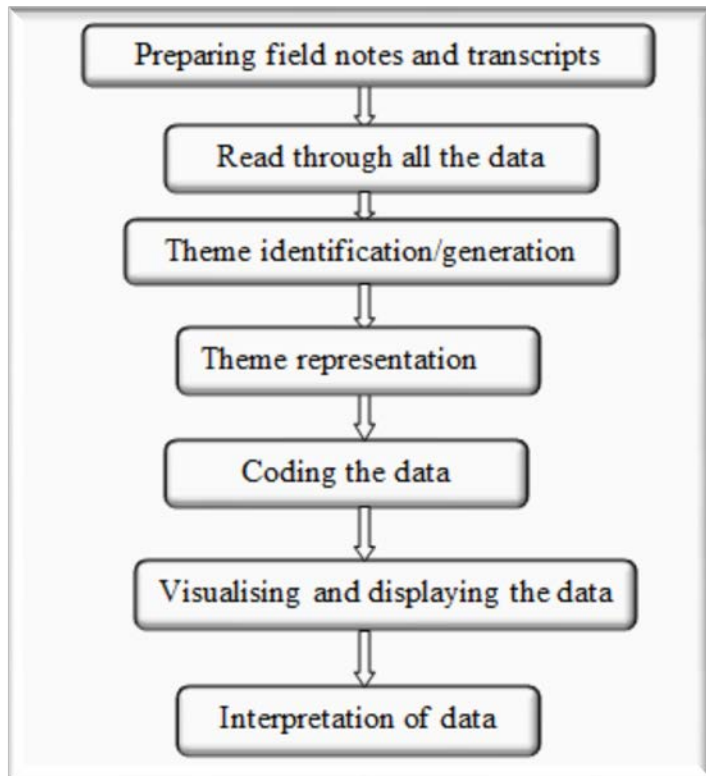 Preparing field notes and transcripts
Read through all the data
Theme identification/generation
Theme representation
Coding the data
Visualising and displaying the data
Interpretation of data